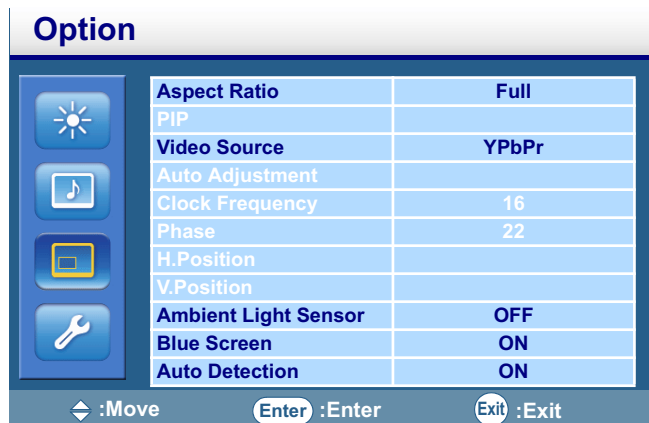 Option
Aspect Ratio Full
PIP
Video Source YPbPr
Auto Adjustment
Clock Frequency 16
Phase 22
H.Position
V.Position
Ambient Light Sensor OFF
Blue Screen ON
Auto Detection ON
:Move Enter :Enter Exit :Exit